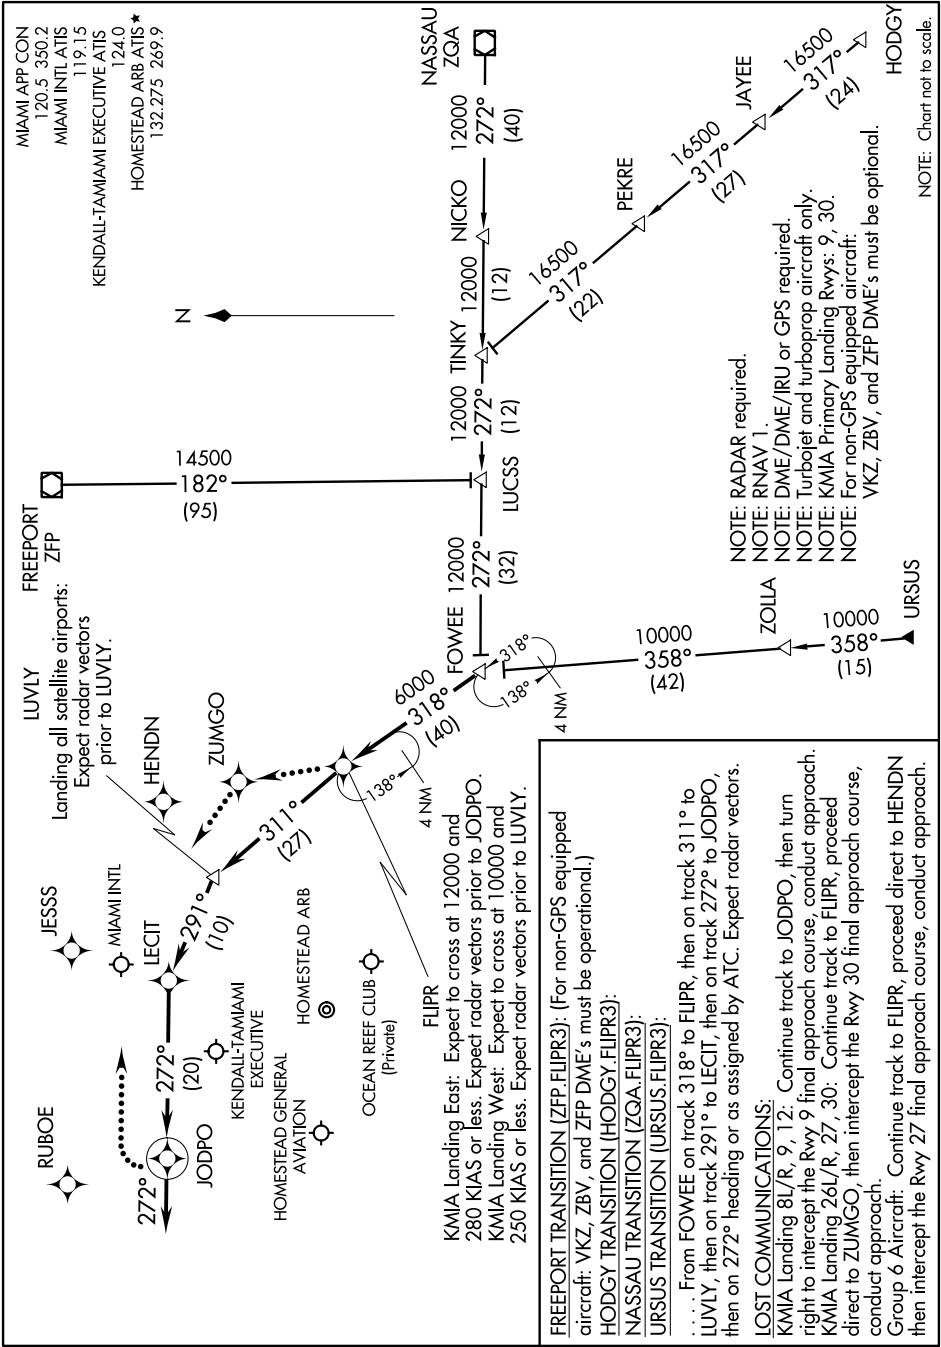 MIAMI APP CON
120.5 350.2
MIAMI INTL ATIS
119.15
KENDALL-TAMIAMI EXECUTIVE ATIS
124.0
HOMESTEAD ARB ATIS★
132.275 269.9
N
RUBOE
JESSS
LUVLY
Landing all satellite airports:
Expect radar vectors
prior to LUVLY.
FREEPORT
ZFP
14500
182°
(95)
NASSAU
ZQA
12000
272°
(40)
NICKO
12000
(12)
TINKY
12000
272°
(12)
LUCSS
12000
272°
(32)
FOWEE
HODGY
16500
317°
(24)
JAYEE
16500
317°
(27)
PEKRE
16500
317°
(22)
HENDN
ZUMGO
MIAMI INTL
LECIT
291°
(10)
311°
(27)
6000
318°
(40)
318°
138°
4 NM
138°
4 NM
272°
272°
(20)
JODPO
KENDALL-TAMIAMI
EXECUTIVE
HOMESTEAD ARB
HOMESTEAD GENERAL
AVIATION
OCEAN REEF CLUB
(Private)
10000
358°
(42)
ZOLLA
10000
358°
(15)
URSUS
FLIPR
KMIA Landing East: Expect to cross at 12000 and
280 KIAS or less. Expect radar vectors prior to JODPO.
KMIA Landing West: Expect to cross at 10000 and
250 KIAS or less. Expect radar vectors prior to LUVLY.
NOTE: RADAR required.
NOTE: RNAV 1.
NOTE: DME/DME/IRU or GPS required.
NOTE: Turbojet and turboprop aircraft only.
NOTE: KMIA Primary Landing Rwys: 9, 30.
NOTE: For non-GPS equipped aircraft:
VKZ, ZBV, and ZFP DME's must be optional.
NOTE: Chart not to scale.
FREEPORT TRANSITION (ZFP.FLIPR3): (For non-GPS equipped
aircraft: VKZ, ZBV, and ZFP DME's must be operational.)
HODGY TRANSITION (HODGY.FLIPR3):
NASSAU TRANSITION (ZQA.FLIPR3):
URSUS TRANSITION (URSUS.FLIPR3):
. . . . From FOWEE on track 318° to FLIPR, then on track 311° to
LUVLY, then on track 291° to LECIT, then on track 272° to JODPO,
then on 272° heading or as assigned by ATC. Expect radar vectors.
LOST COMMUNICATIONS:
KMIA Landing 8L/R, 9, 12: Continue track to JODPO, then turn
right to intercept the Rwy 9 final approach course, conduct approach.
KMIA Landing 26L/R, 27, 30: Continue track to FLIPR, proceed
direct to ZUMGO, then intercept the Rwy 30 final approach course,
conduct approach.
Group 6 Aircraft: Continue track to FLIPR, proceed direct to HENDN
then intercept the Rwy 27 final approach course, conduct approach.